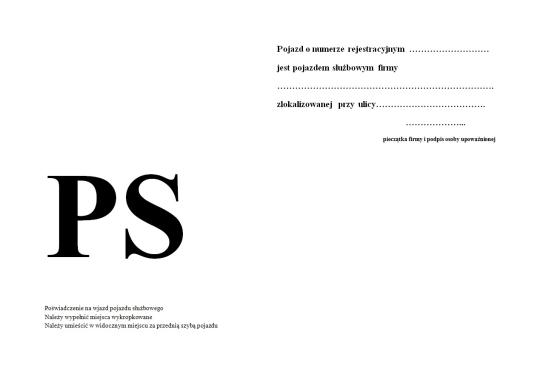 Pojazd o numerze rejestracyjnym ………………………
jest pojazdem służbowym firmy
……………………………………………………………….
zlokalizowanej przy ulicy……………………………….
………………...
pieczątka firmy i podpis osoby upoważnionej
PS
Poświadczenie na wjazd pojazdu służbowego
Należy wypełnić miejsca wykropkowane
Należy umieścić w widocznym miejscu za przednią szybą pojazdu